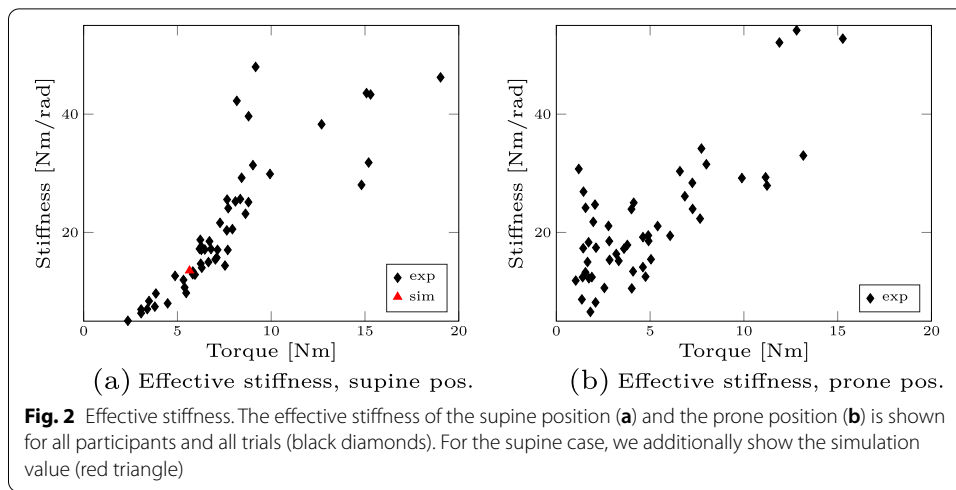 Stiffness [Nm/rad]
40
20
0
5
10
15
20
Torque [Nm]
exp
sim
(a) Effective stiffness, supine pos.
Stiffness [Nm/rad]
40
20
0
5
10
15
20
Torque [Nm]
exp
(b) Effective stiffness, prone pos.
Fig. 2 Effective stiffness. The effective stiffness of the supine position (a) and the prone position (b) is shown
for all participants and all trials (black diamonds). For the supine case, we additionally show the simulation
value (red triangle)